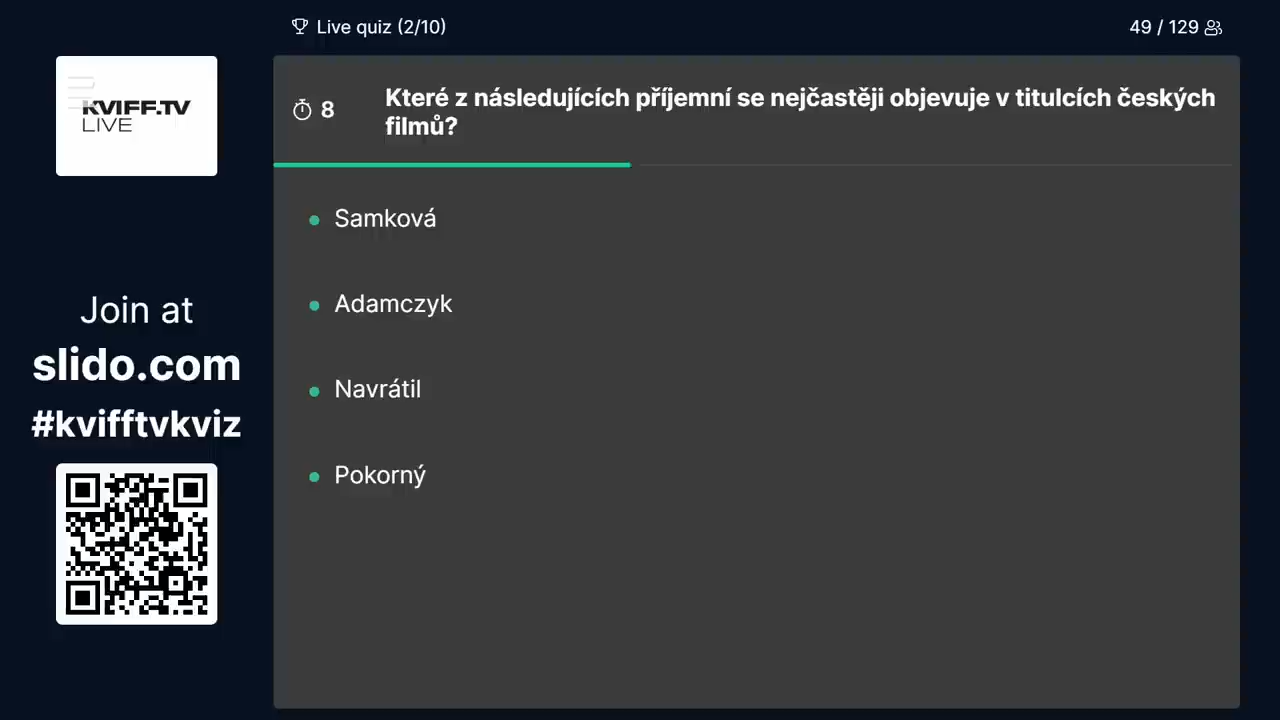 Live quiz (2/10)
49 / 129
KVIFF.TV
LIVE
8
Které z následujících příjemní se nejčastěji objevuje v titulcích českých
filmů?
Samková
Adamczyk
Navrátil
Pokorný
Join at
slido.com
#kvifftvkviz